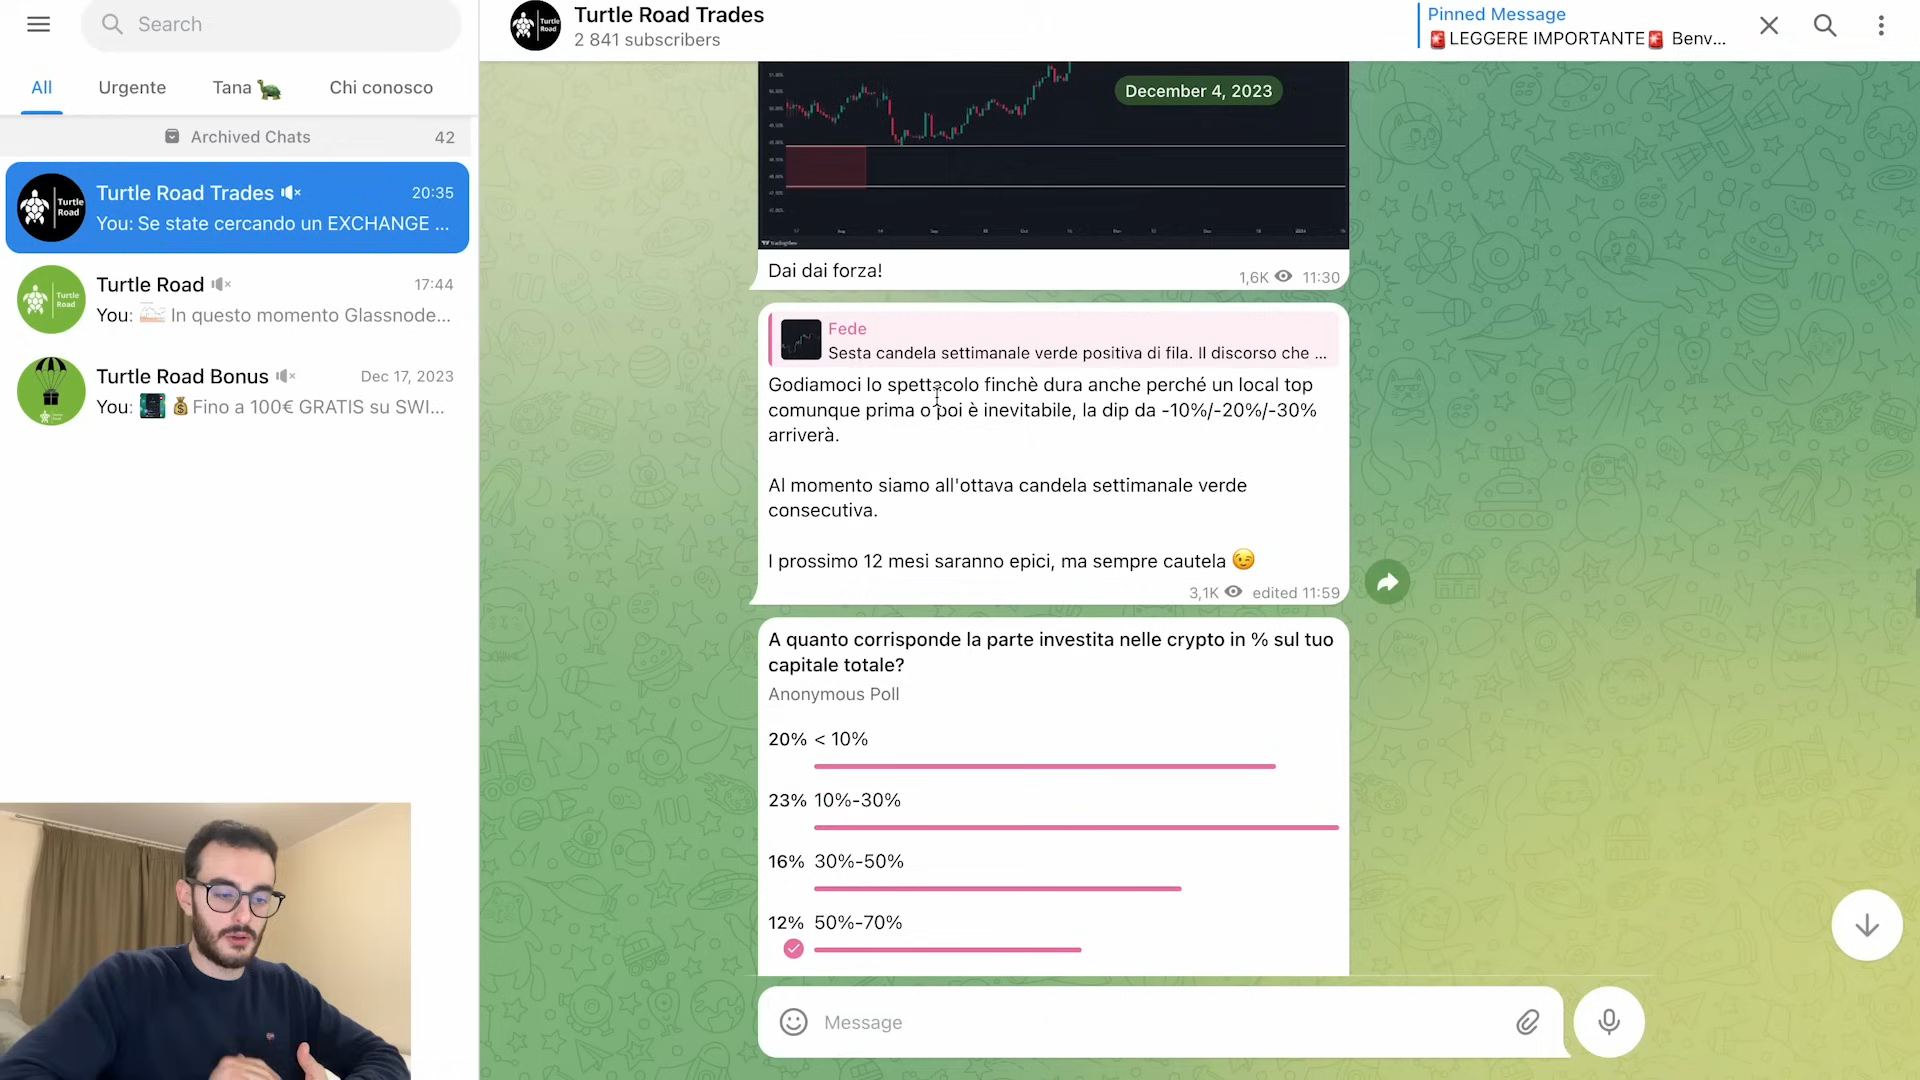 Search
All
Urgente
Tana
Chi conosco
Archived Chats
42
Turtle Road Trades
20:35
You: Se state cercando un EXCHANGE ...
Turtle Road
17:44
You: In questo momento Glassnode...
Turtle Road Bonus
Dec 17, 2023
You: 💰Fino a 100€ GRATIS su SWI...
Turtle Road Trades
2 841 subscribers
Pinned Message
🚨LEGGERE IMPORTANTE🚨 Benv...
December 4, 2023
TradingView
Dai dai forza!
1,6K 11:30
Fede
Sesta candela settimanale verde positiva di fila. Il discorso che ...
Godiamoci lo spettacolo finchè dura anche perché un local top
comunque prima o poi è inevitabile, la dip da -10%/-20%/-30%
arriverà.
Al momento siamo all'ottava candela settimanale verde
consecutiva.
I prossimo 12 mesi saranno epici, ma sempre cautela 😉
3,1K edited 11:59
A quanto corrisponde la parte investita nelle crypto in % sul tuo
capitale totale?
Anonymous Poll
20% < 10%
23% 10%-30%
16% 30%-50%
12% 50%-70%
Message
Turtle
Road
Turtle
Road
Turtle
Road